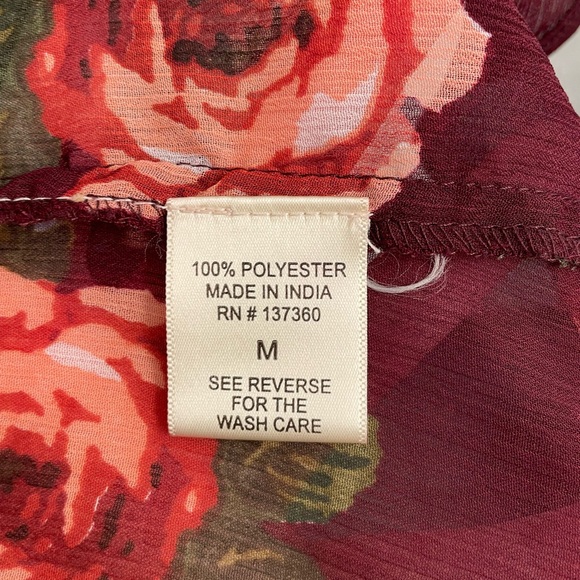 100% POLYESTER
MADE IN INDIA
RN # 137360
M
SEE REVERSE
FOR THE
WASH CARE